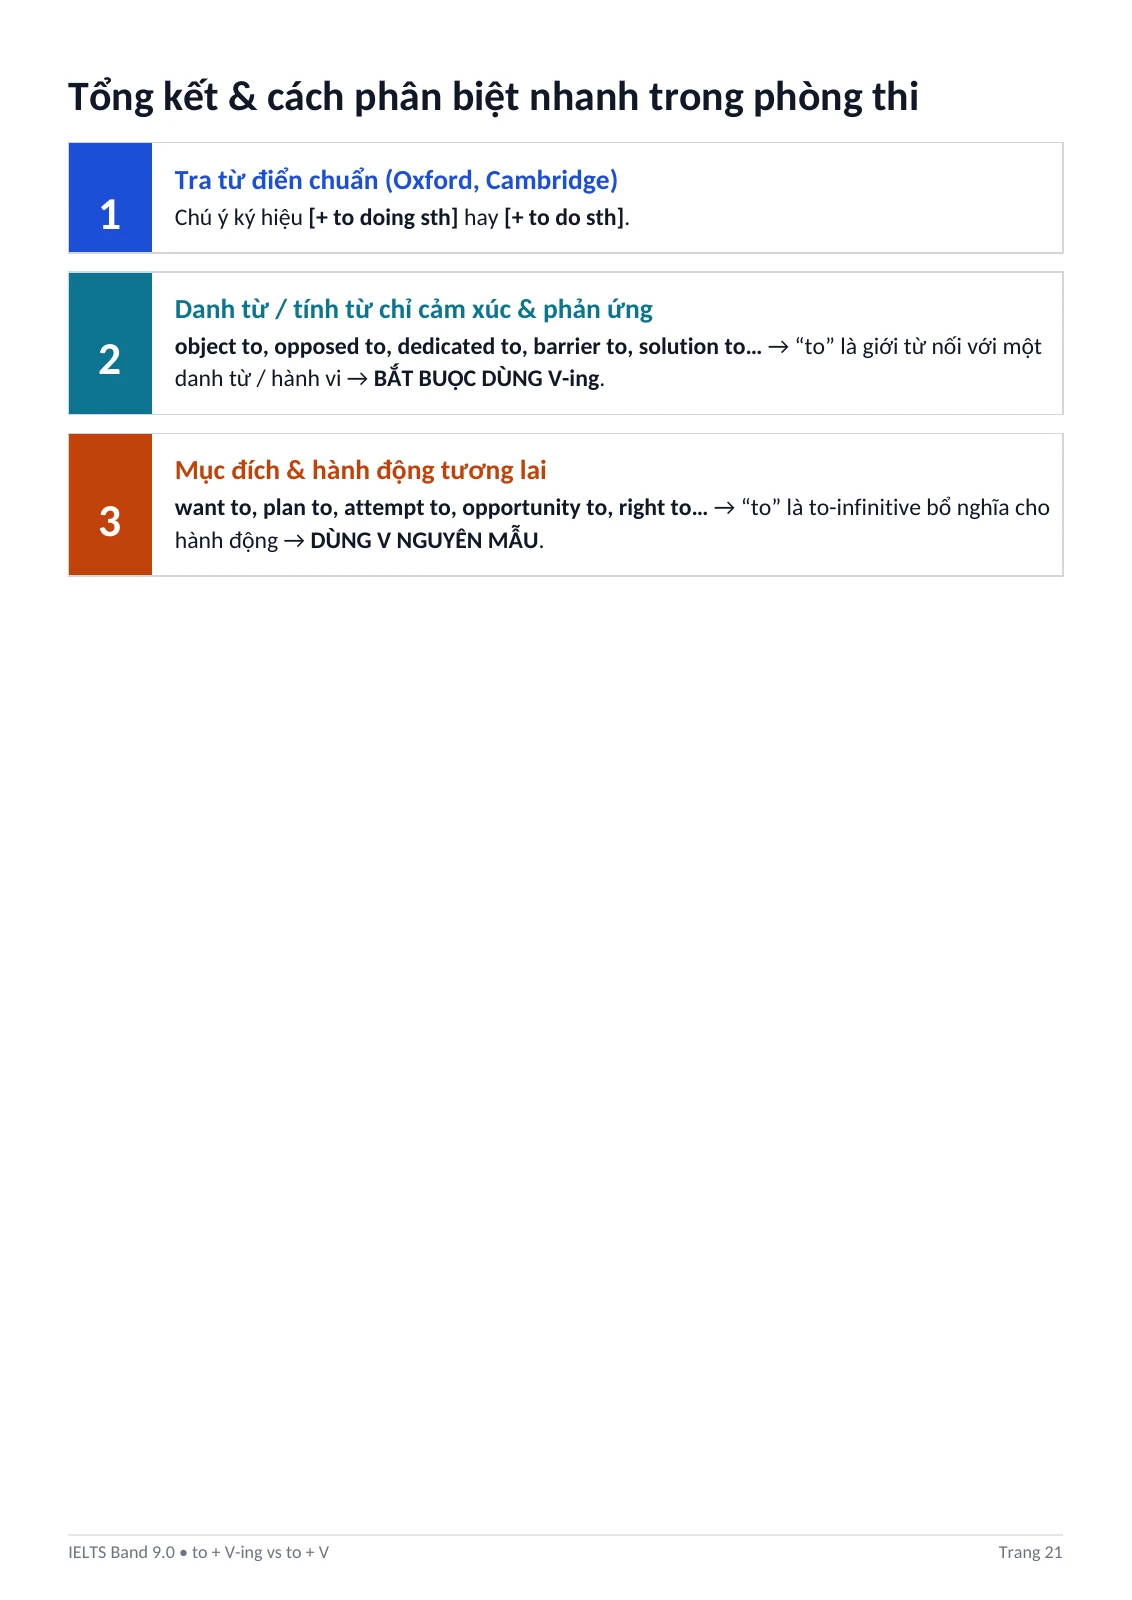 Tổng kết & cách phân biệt nhanh trong phòng thi
1
Tra từ điển chuẩn (Oxford, Cambridge)
Chú ý ký hiệu [+ to doing sth] hay [+ to do sth].
2
Danh từ / tính từ chỉ cảm xúc & phản ứng
object to, opposed to, dedicated to, barrier to, solution to... → “to” là giới từ nối với một
danh từ / hành vi → BẮT BUỘC DÙNG V-ing.
3
Mục đích & hành động tương lai
want to, plan to, attempt to, opportunity to, right to... → “to” là to-infinitive bổ nghĩa cho
hành động → DÙNG V NGUYÊN MẪU.
IELTS Band 9.0 • to + V-ing vs to + V
Trang 21